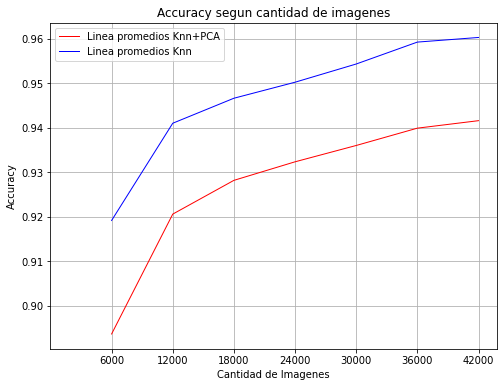 Accuracy segun cantidad de imagenes
Linea promedios Knn+PCA
Linea promedios Knn
0.96
0.95
0.94
0.93
0.92
0.91
0.90
Accuracy
6000 12000 18000 24000 30000 36000 42000
Cantidad de Imagenes